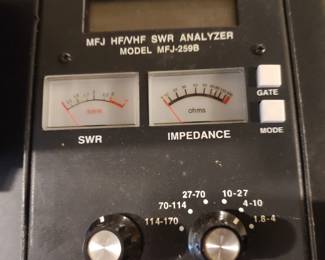 MFJ HF/VHF SWR ANALYZER
MODEL MFJ-259B
ohms
GATE
SWR
IMPEDANCE
MODE
27-70
10-27
70-114
4-10
114-170
1.8-4